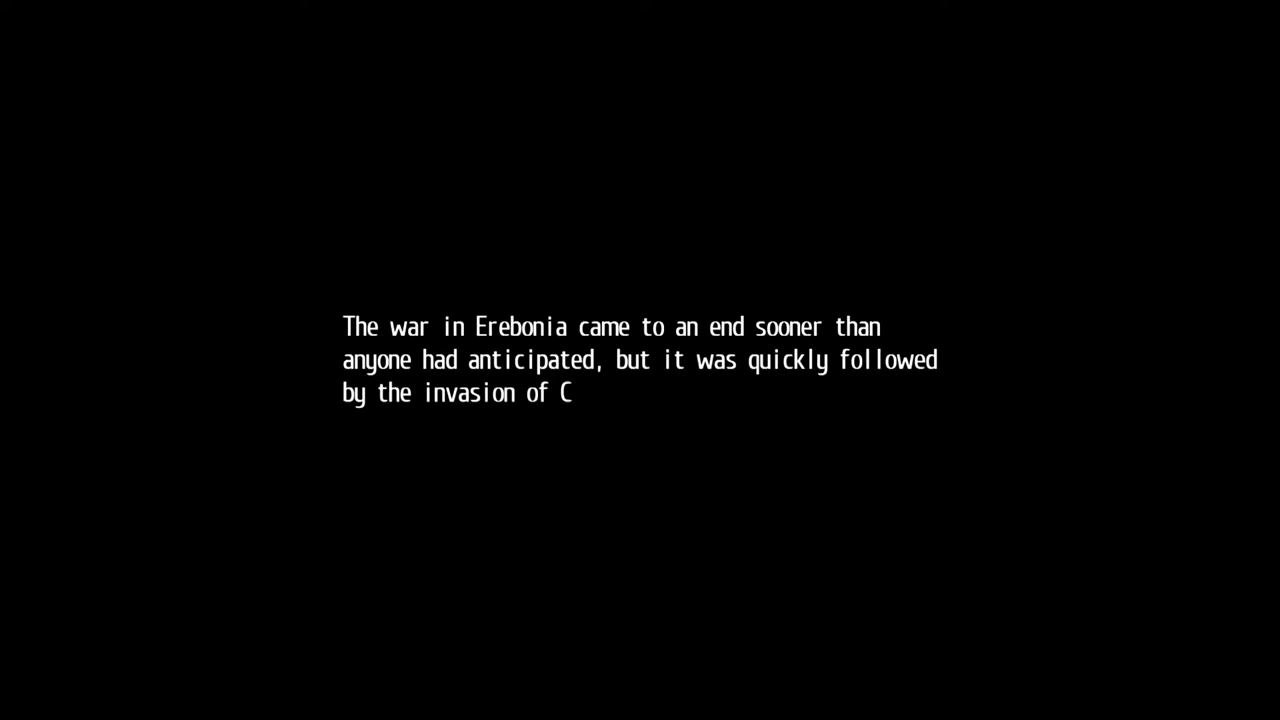 The war in Erebonia came to an end sooner than
anyone had anticipated, but it was quickly followed
by the invasion of C